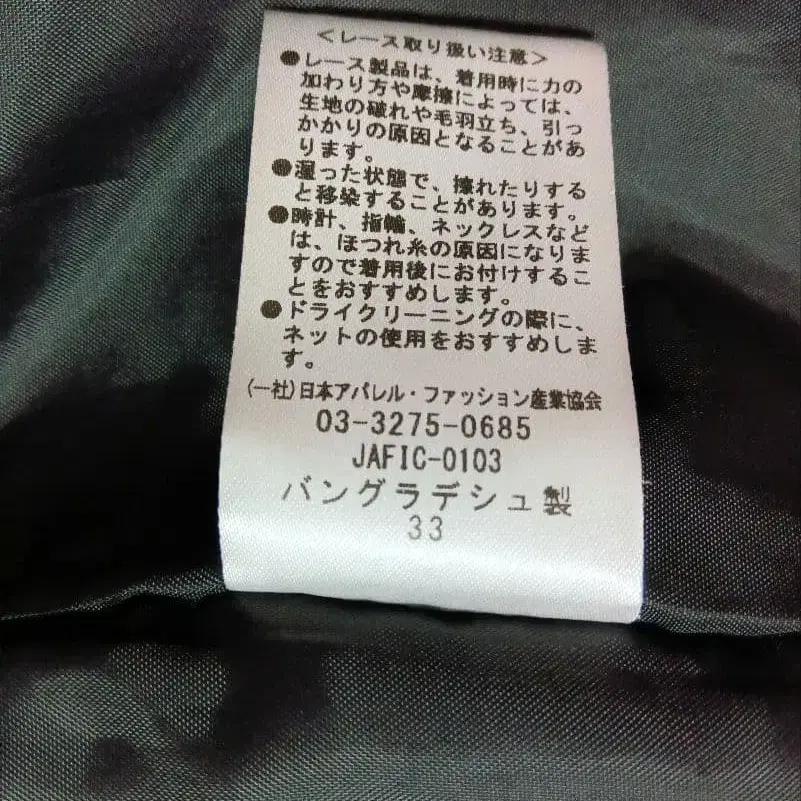 ＜レース取り扱い注意＞
●レース製品は、着用時に力の
加わり方や摩擦によっては、
生地の破れや毛羽立ち、引っ
かかりの原因となることがあ
ります。
●湿った状態で、擦れたりする
と移染することがあります。
●時計、指輪、ネックレスなど
は、ほつれ糸の原因になりま
すので着用後にお付けするこ
とをおすすめします。
●ドライクリーニングの際に、
ネットの使用をおすすめしま
す。
(一社)日本アパレル・ファッション産業協会
03-3275-0685
JAFIC-0103
バングラデシュ製
33